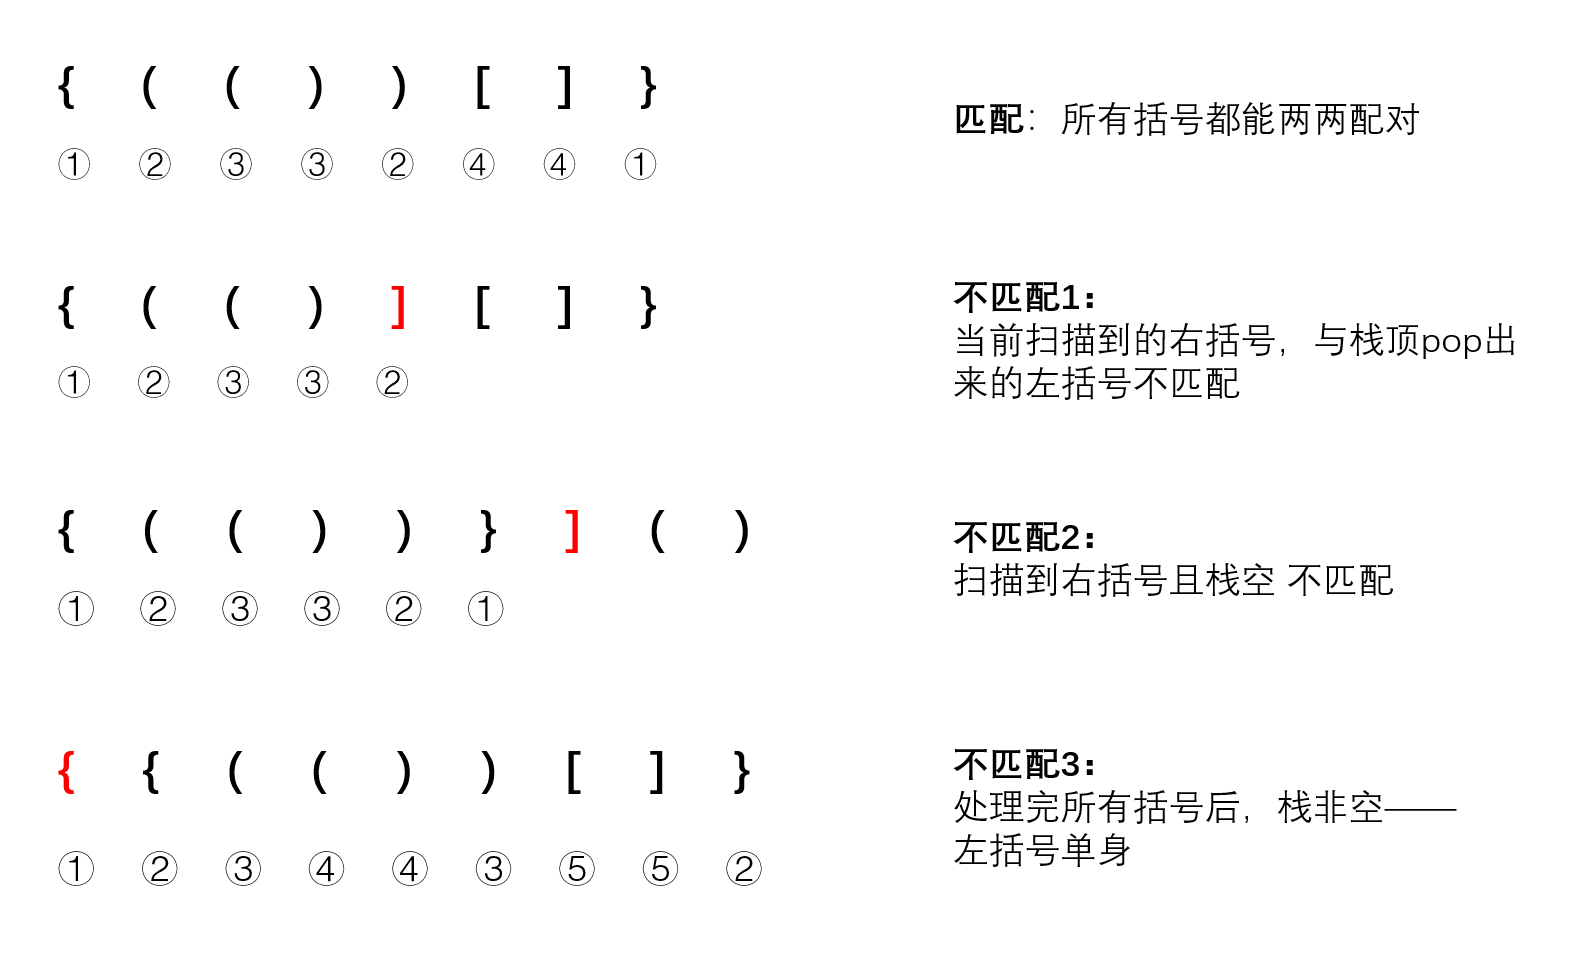 { ( ( ) ) [ ] }
① ② ③ ③ ② ④ ④ ①
匹配：所有括号都能两两配对
{ ( ( ) ] [ ] }
① ② ③ ③ ②
不匹配1：
当前扫描到的右括号，与栈顶pop出
来的左括号不匹配
{ ( ( ) ) } ] ( )
① ② ③ ③ ② ①
不匹配2：
扫描到右括号且栈空 不匹配
{ { ( ( ) ) [ ] }
① ② ③ ④ ④ ③ ⑤ ⑤ ②
不匹配3：
处理完所有括号后，栈非空——
左括号单身